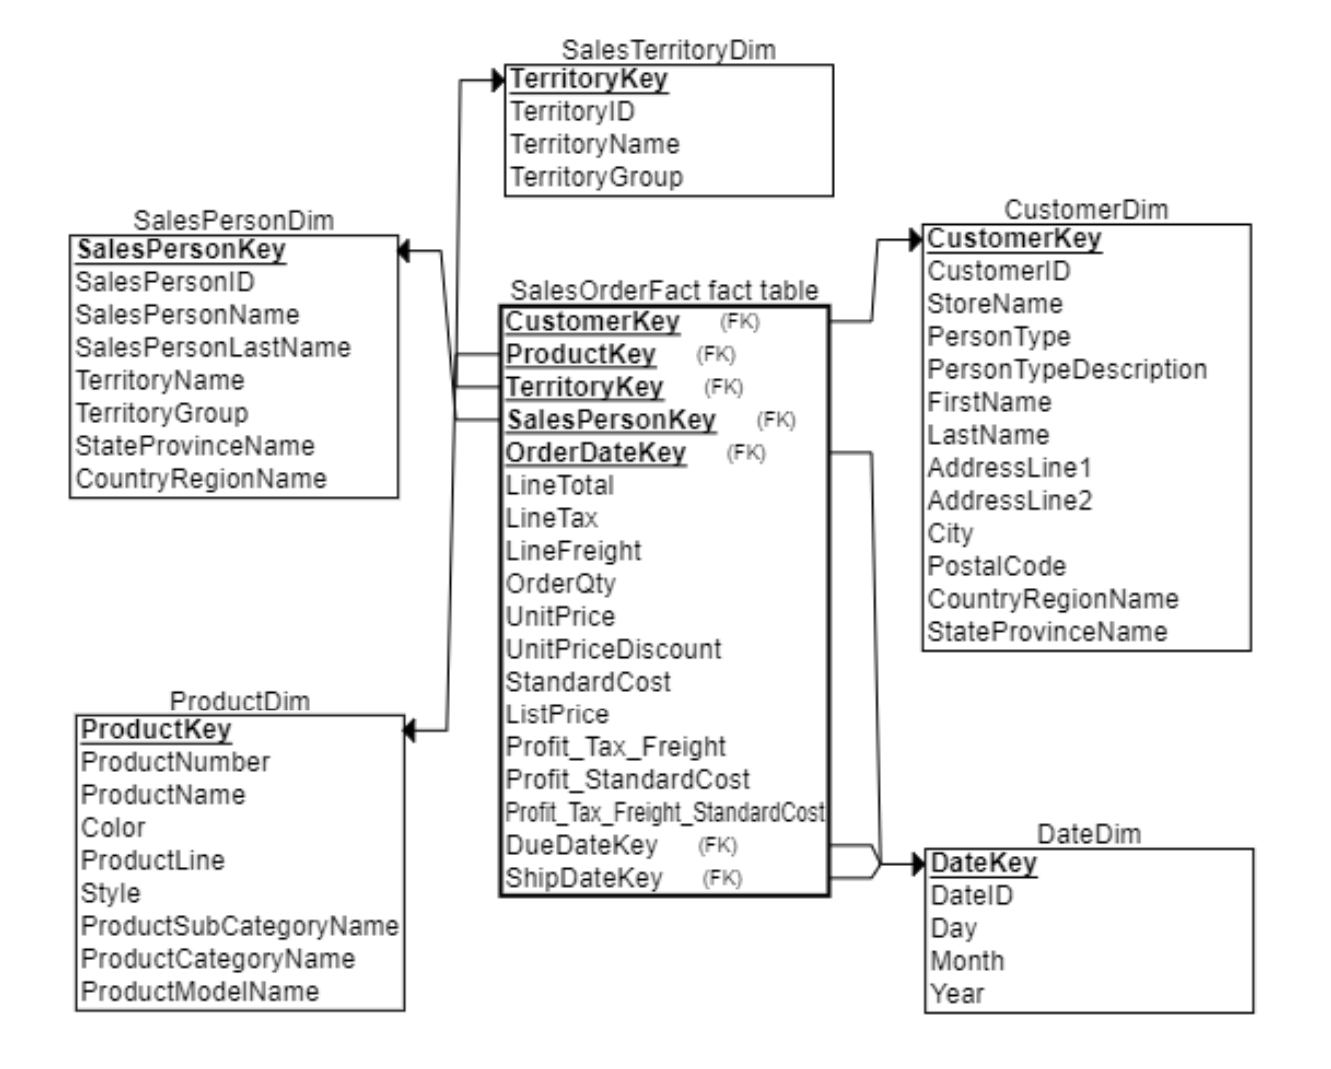 SalesTerritoryDim
TerritoryKey
TerritoryID
TerritoryName
TerritoryGroup
SalesPersonDim
SalesPersonKey
SalesPersonID
SalesPersonName
SalesPersonLastName
TerritoryName
TerritoryGroup
StateProvinceName
CountryRegionName
CustomerDim
CustomerKey
CustomerID
StoreName
PersonType
PersonTypeDescription
FirstName
LastName
AddressLine1
AddressLine2
City
PostalCode
CountryRegionName
StateProvinceName
SalesOrderFact fact table
CustomerKey (FK)
ProductKey (FK)
TerritoryKey (FK)
SalesPersonKey (FK)
OrderDateKey (FK)
LineTotal
LineTax
LineFreight
OrderQty
UnitPrice
UnitPriceDiscount
StandardCost
ListPrice
Profit_Tax_Freight
Profit_StandardCost
Profit_Tax_Freight_StandardCost
DueDateKey (FK)
ShipDateKey (FK)
ProductDim
ProductKey
ProductNumber
ProductName
Color
ProductLine
Style
ProductSubCategoryName
ProductCategoryName
ProductModelName
DateDim
DateKey
DateID
Day
Month
Year